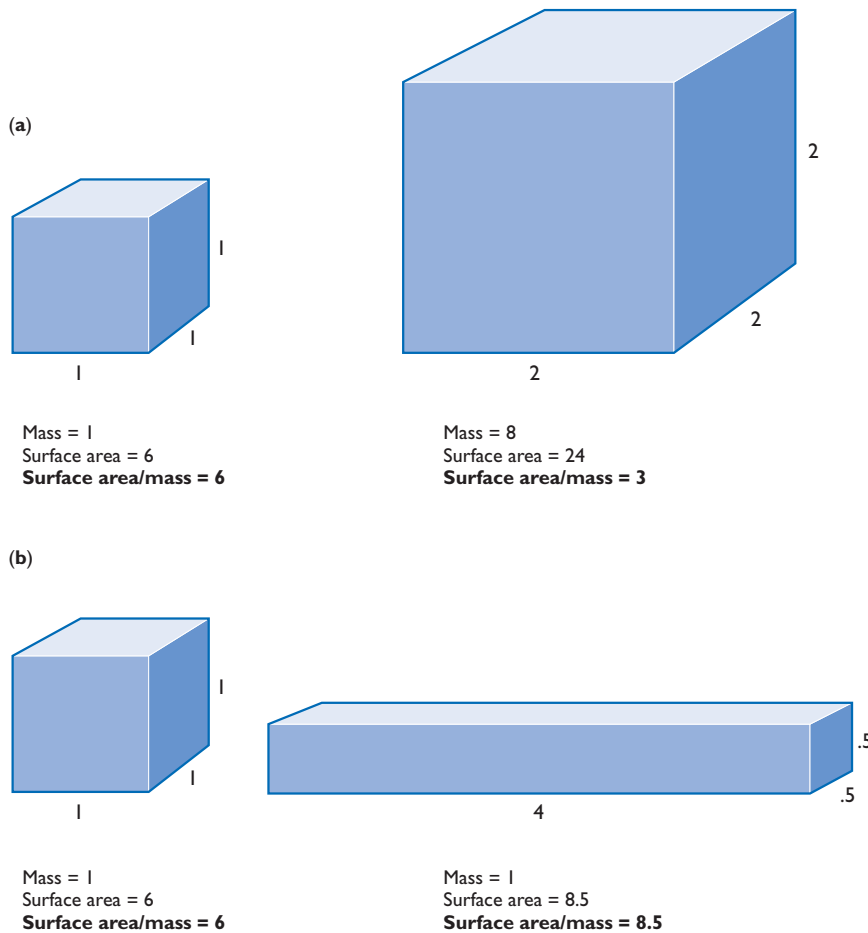 (a)
1
1
1
2
2
2
Mass = 1
Surface area = 6
Surface area/mass = 6
Mass = 8
Surface area = 24
Surface area/mass = 3
(b)
1
1
1
.5
.5
4
Mass = 1
Surface area = 6
Surface area/mass = 6
Mass = 1
Surface area = 8.5
Surface area/mass = 8.5